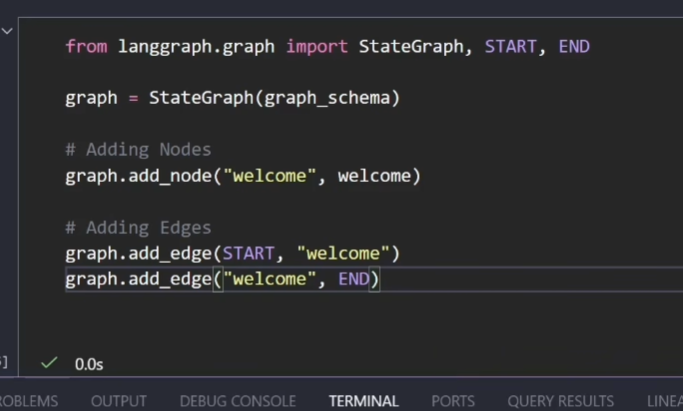 from langgraph.graph import StateGraph, START, END
graph = StateGraph(graph_schema)
# Adding Nodes
graph.add_node("welcome", welcome)
# Adding Edges
graph.add_edge(START, "welcome")
graph.add_edge("welcome", END)
0.0s
OUTPUT DEBUG CONSOLE TERMINAL PORTS QUERY RESULTS